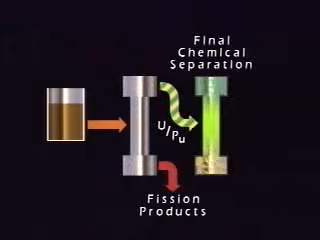 Final
Chemical
Separation
U/Pu
Fission
Products